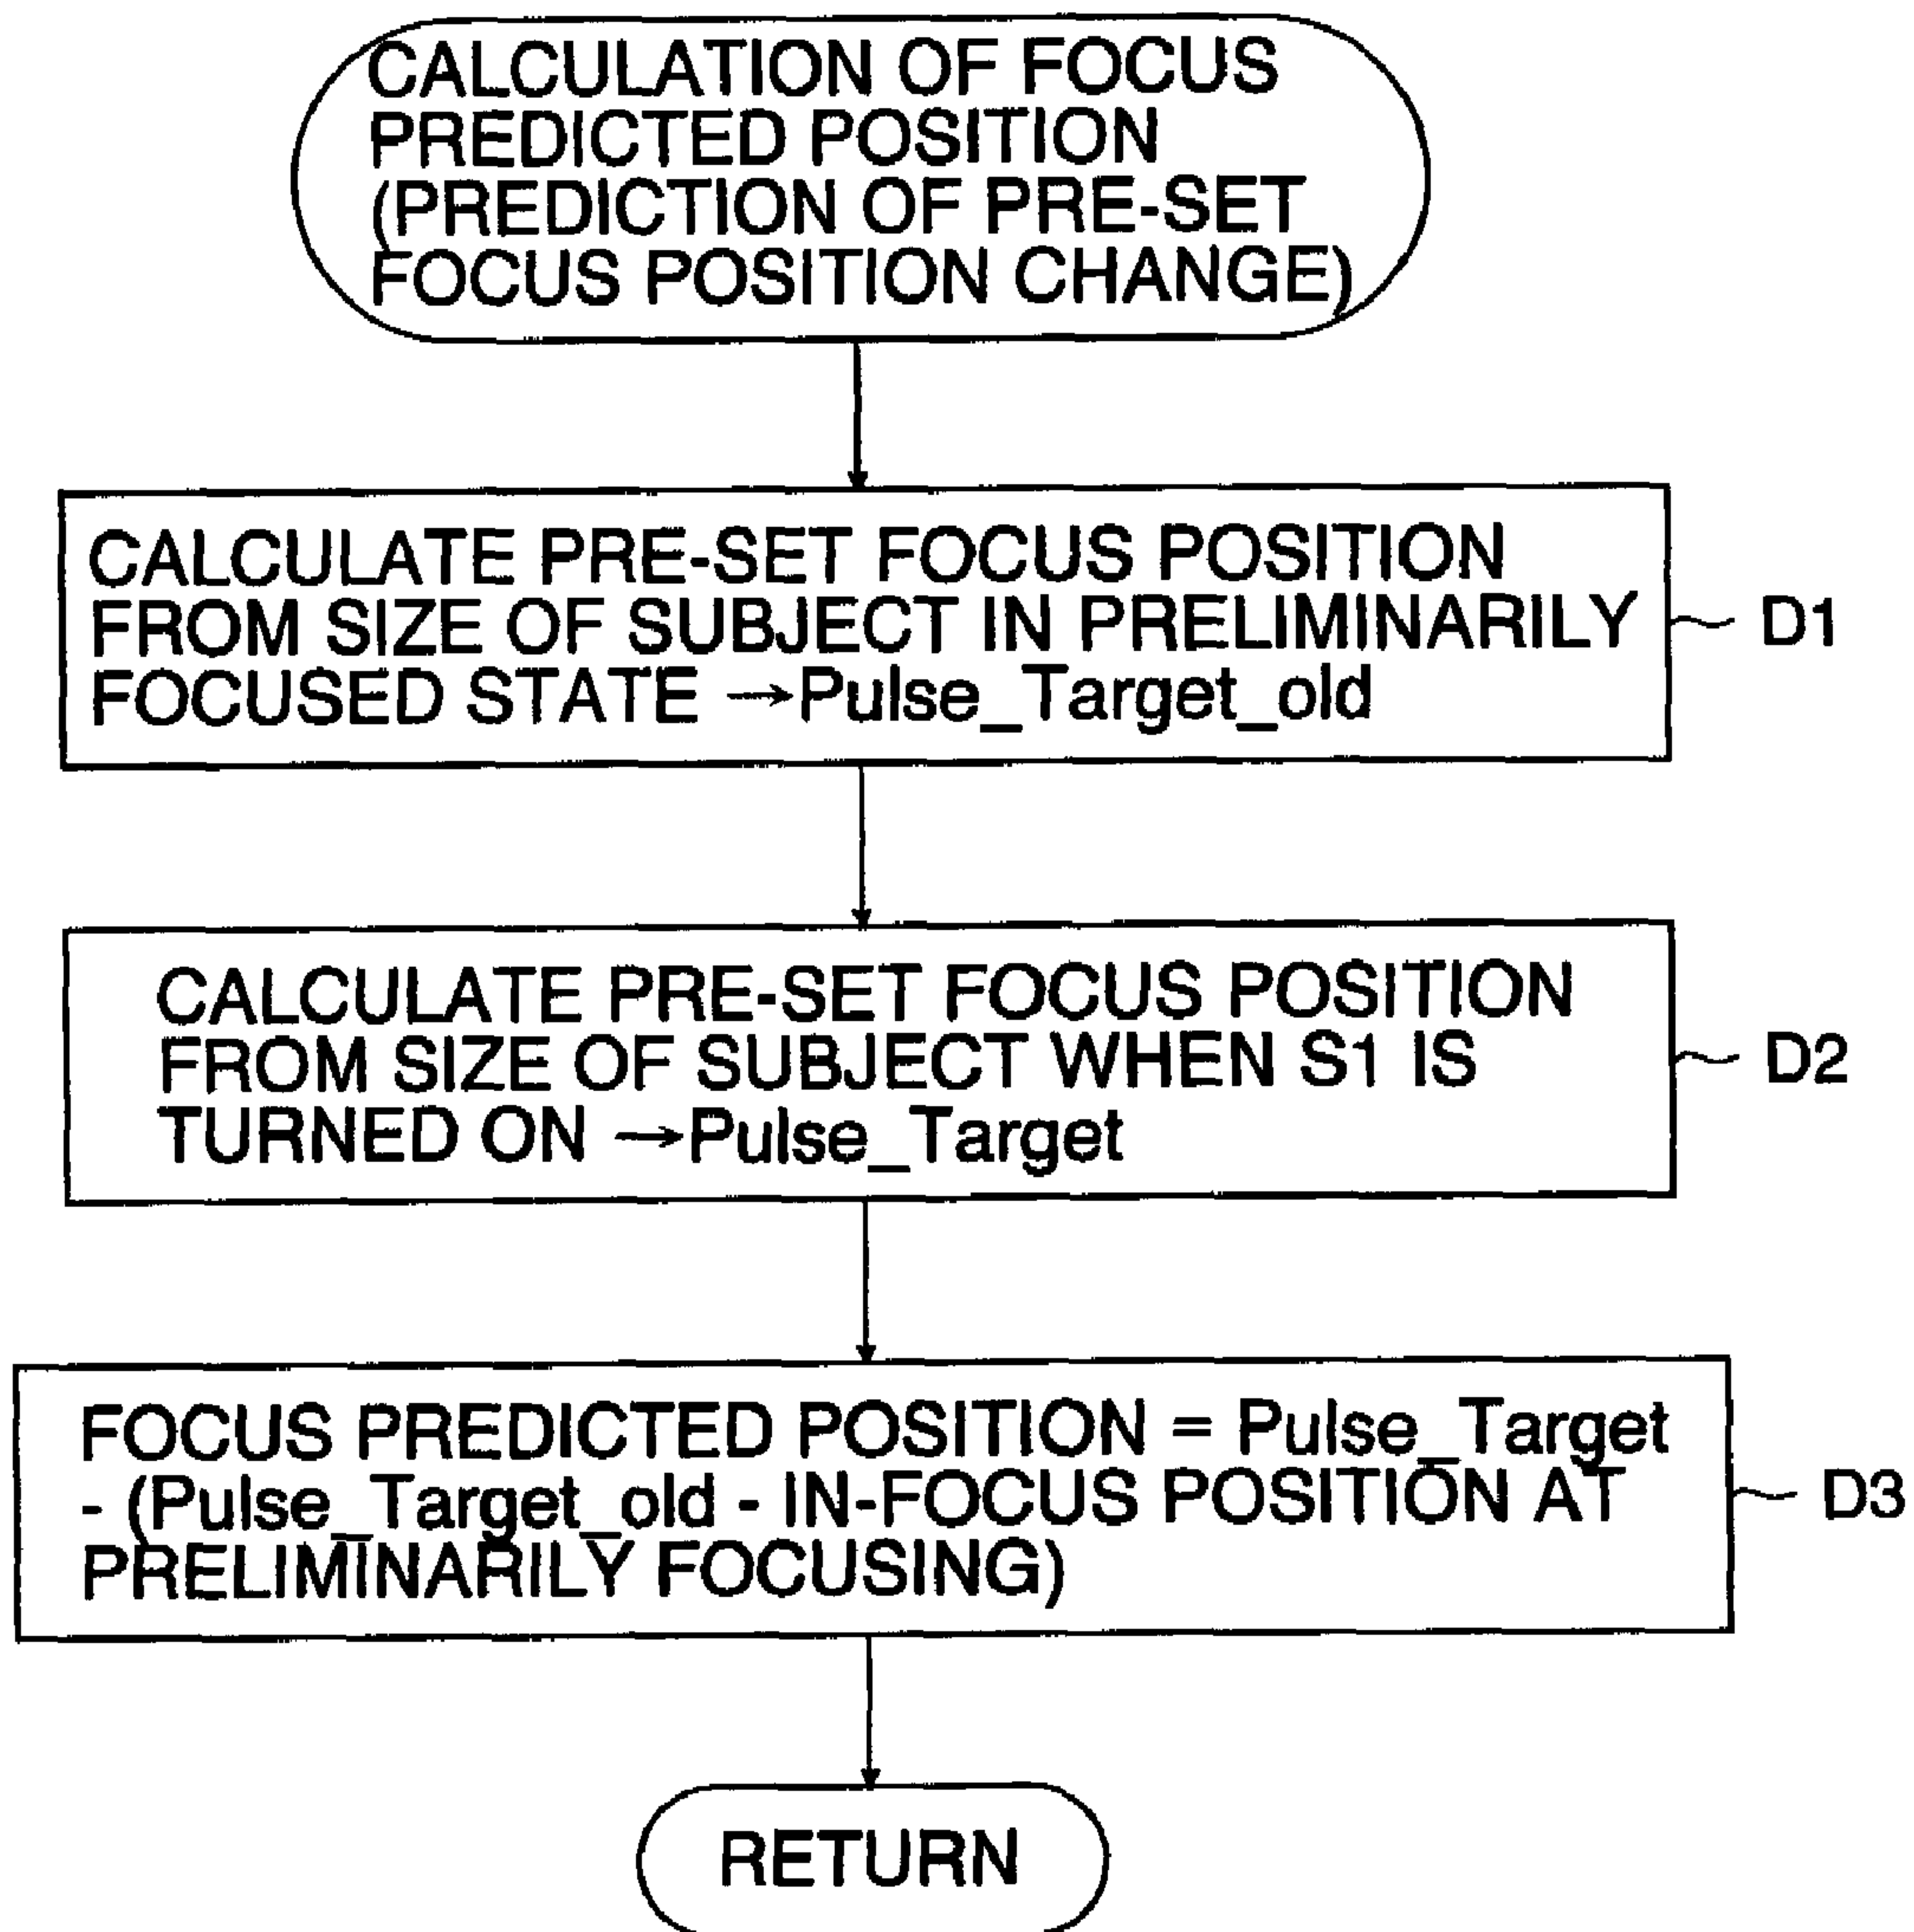 CALCULATION OF FOCUS
PREDICTED POSITION
(PREDICTION OF PRE-SET
FOCUS POSITION CHANGE)
CALCULATE PRE-SET FOCUS POSITION
FROM SIZE OF SUBJECT IN PRELIMINARILY
FOCUSED STATE →Pulse_Target_old
D1
CALCULATE PRE-SET FOCUS POSITION
FROM SIZE OF SUBJECT WHEN S1 IS
TURNED ON →Pulse_Target
D2
FOCUS PREDICTED POSITION = Pulse_Target
- (Pulse_Target_old - IN-FOCUS POSITION AT
PRELIMINARILY FOCUSING)
D3
RETURN